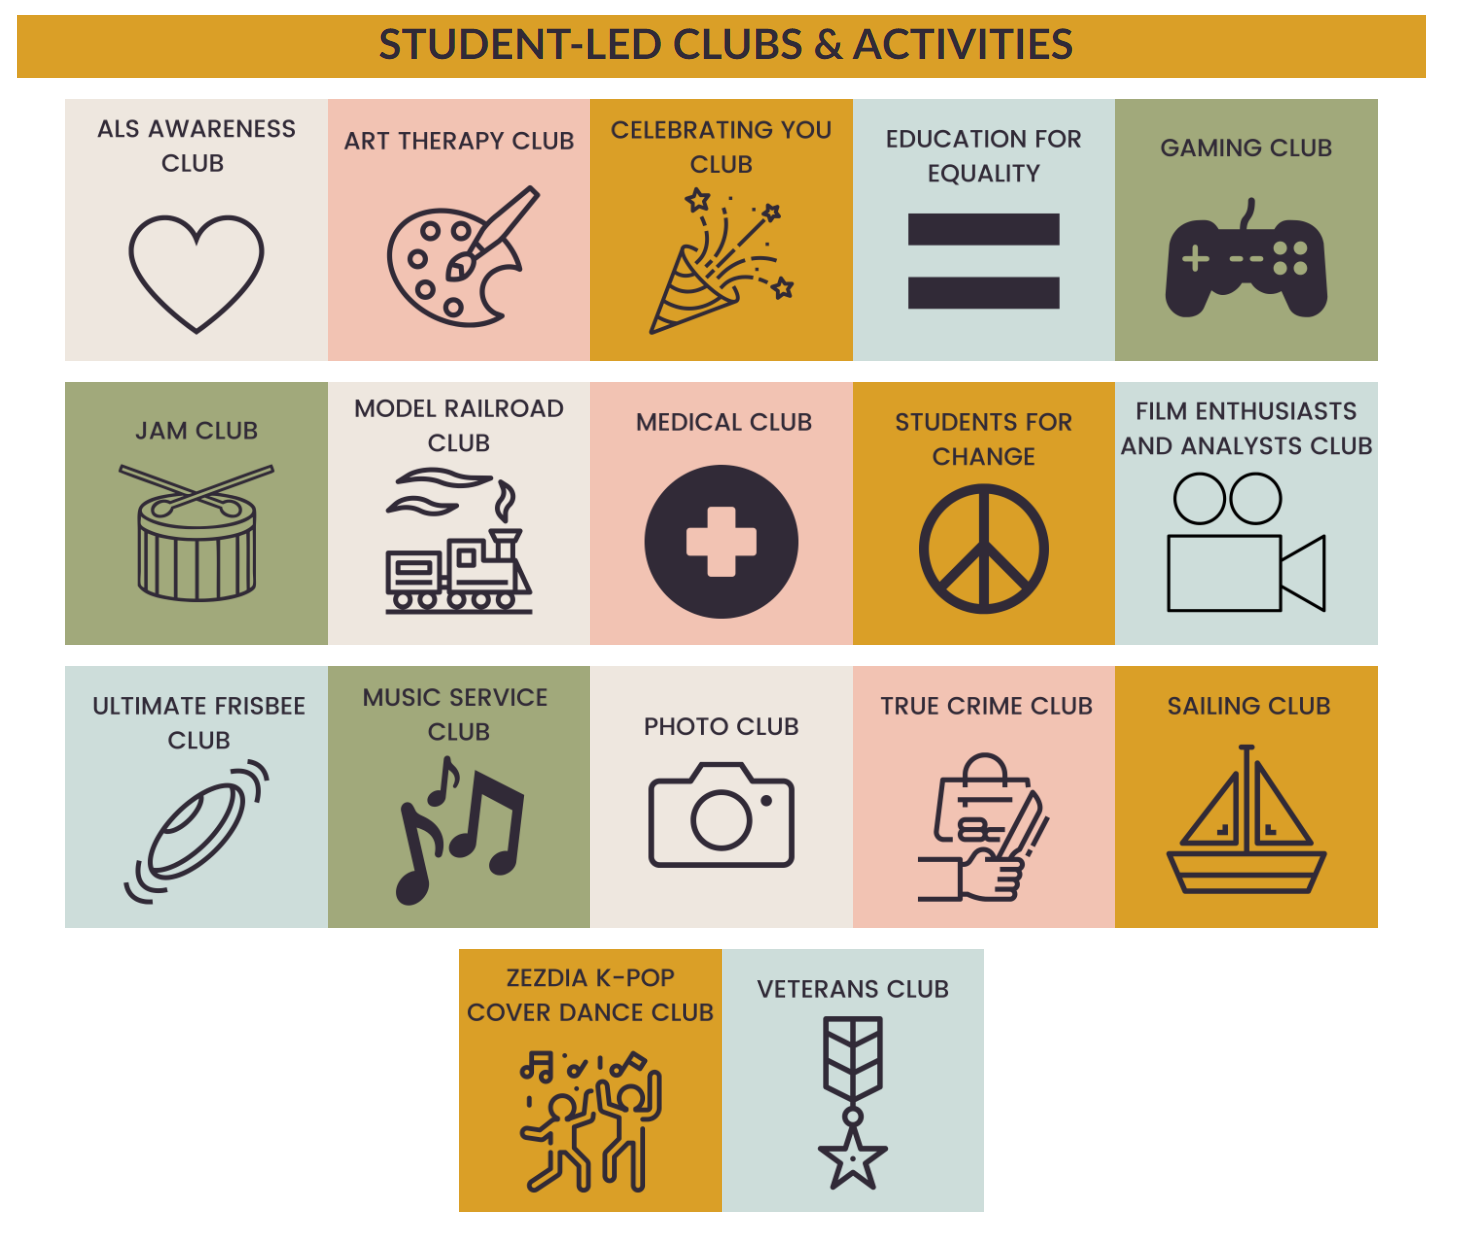 STUDENT-LED CLUBS & ACTIVITIES
ALS AWARENESS
CLUB
ART THERAPY CLUB
CELEBRATING YOU
CLUB
EDUCATION FOR
EQUALITY
GAMING CLUB
JAM CLUB
MODEL RAILROAD
CLUB
MEDICAL CLUB
STUDENTS FOR
CHANGE
FILM ENTHUSIASTS
AND ANALYSTS CLUB
ULTIMATE FRISBEE
CLUB
MUSIC SERVICE
CLUB
PHOTO CLUB
TRUE CRIME CLUB
SAILING CLUB
ZEZDIA K-POP
COVER DANCE CLUB
VETERANS CLUB